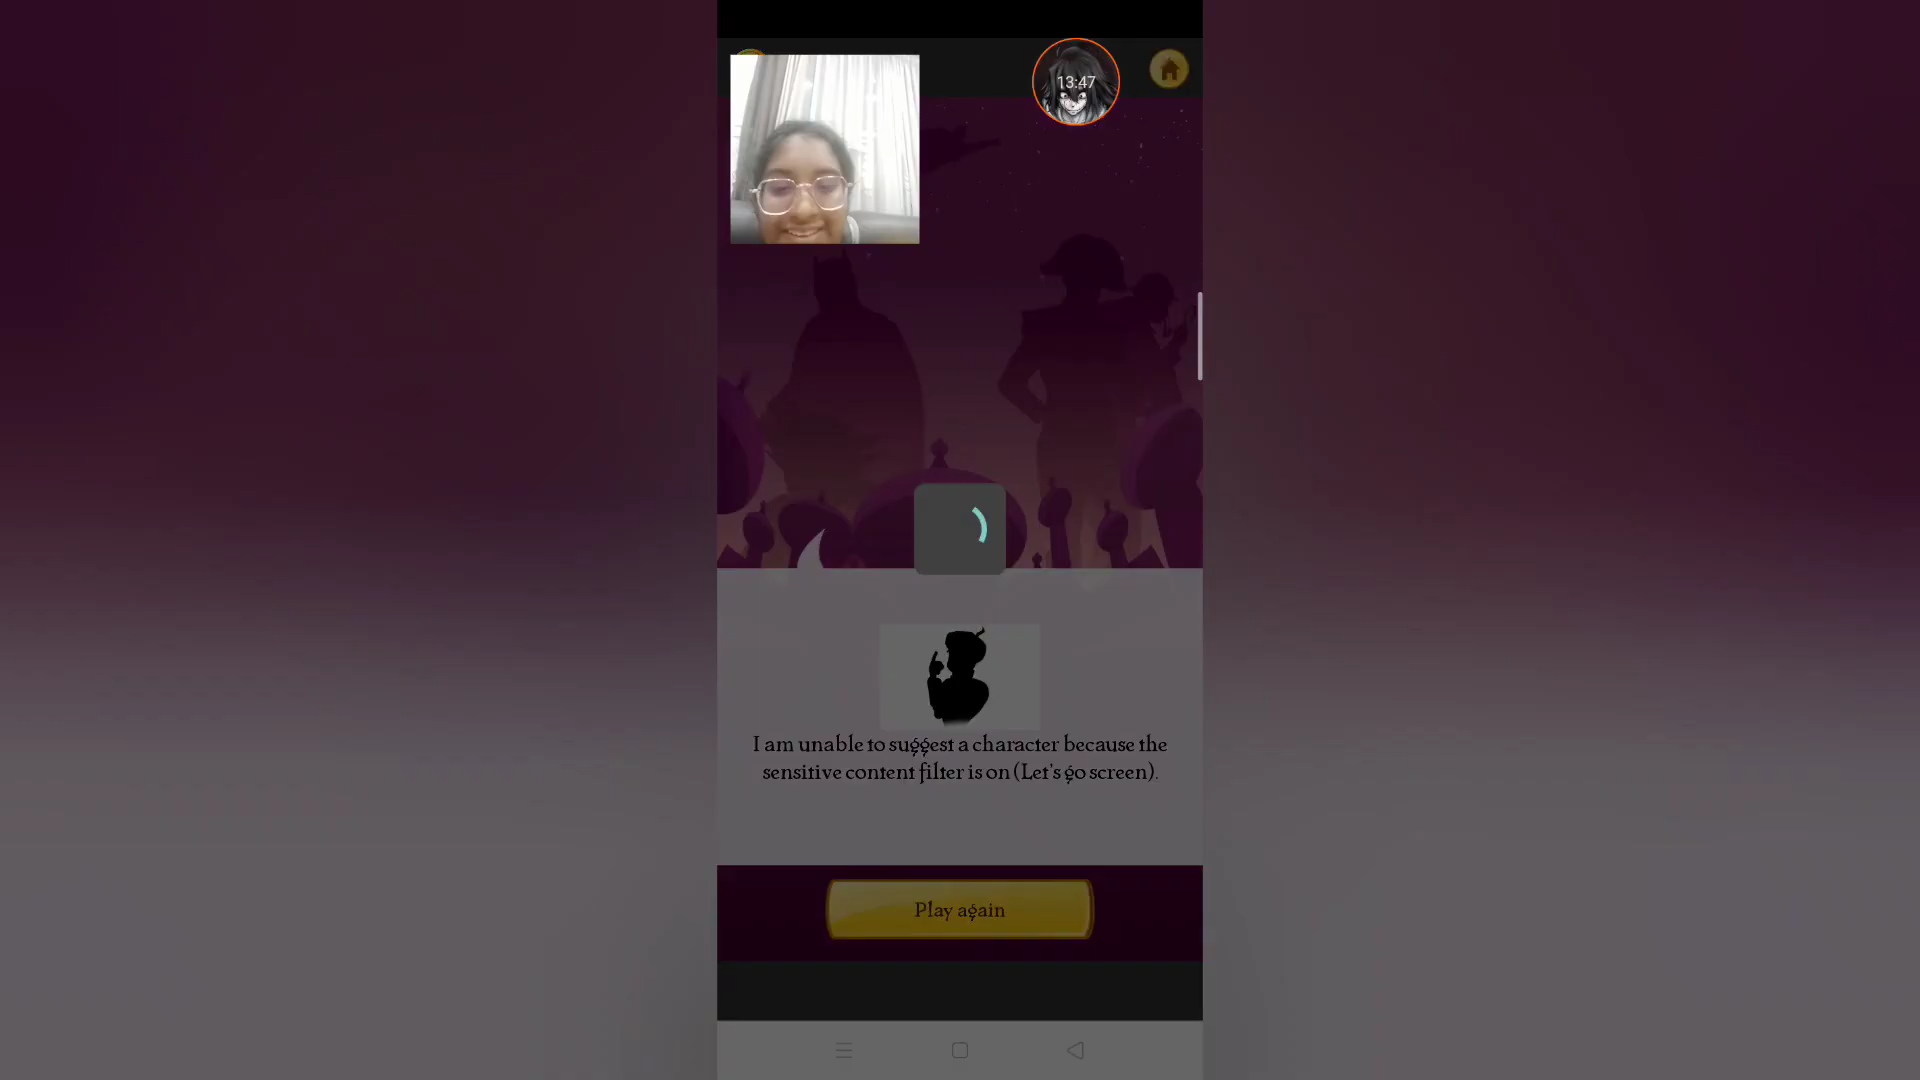 13:47
I am unable to suggest a character because the
sensitive content filter is on (Let's go screen).
Play again